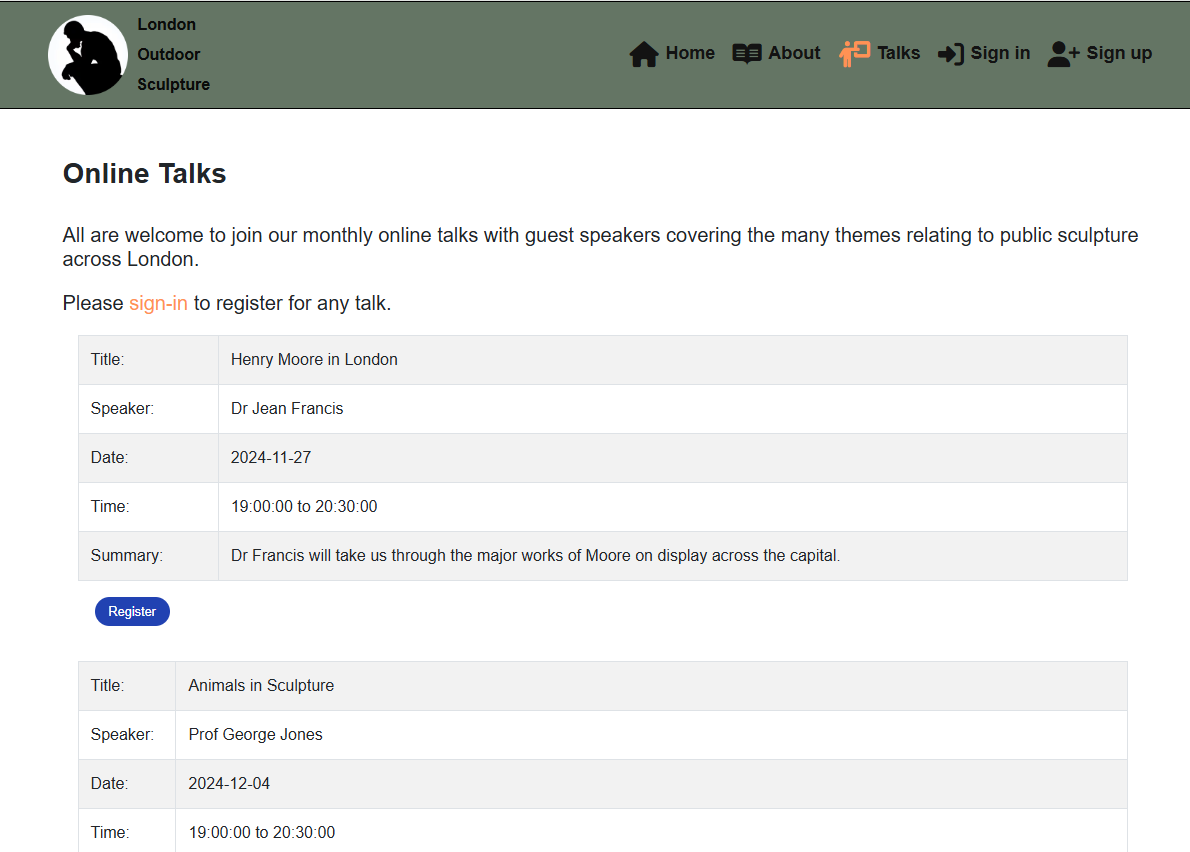 London
Outdoor
Sculpture
Home About Talks Sign in Sign up
Online Talks
All are welcome to join our monthly online talks with guest speakers covering the many themes relating to public sculpture
across London.
Please sign-in to register for any talk.
Title: Henry Moore in London
Speaker: Dr Jean Francis
Date: 2024-11-27
Time: 19:00:00 to 20:30:00
Summary: Dr Francis will take us through the major works of Moore on display across the capital.
Register
Title: Animals in Sculpture
Speaker: Prof George Jones
Date: 2024-12-04
Time: 19:00:00 to 20:30:00